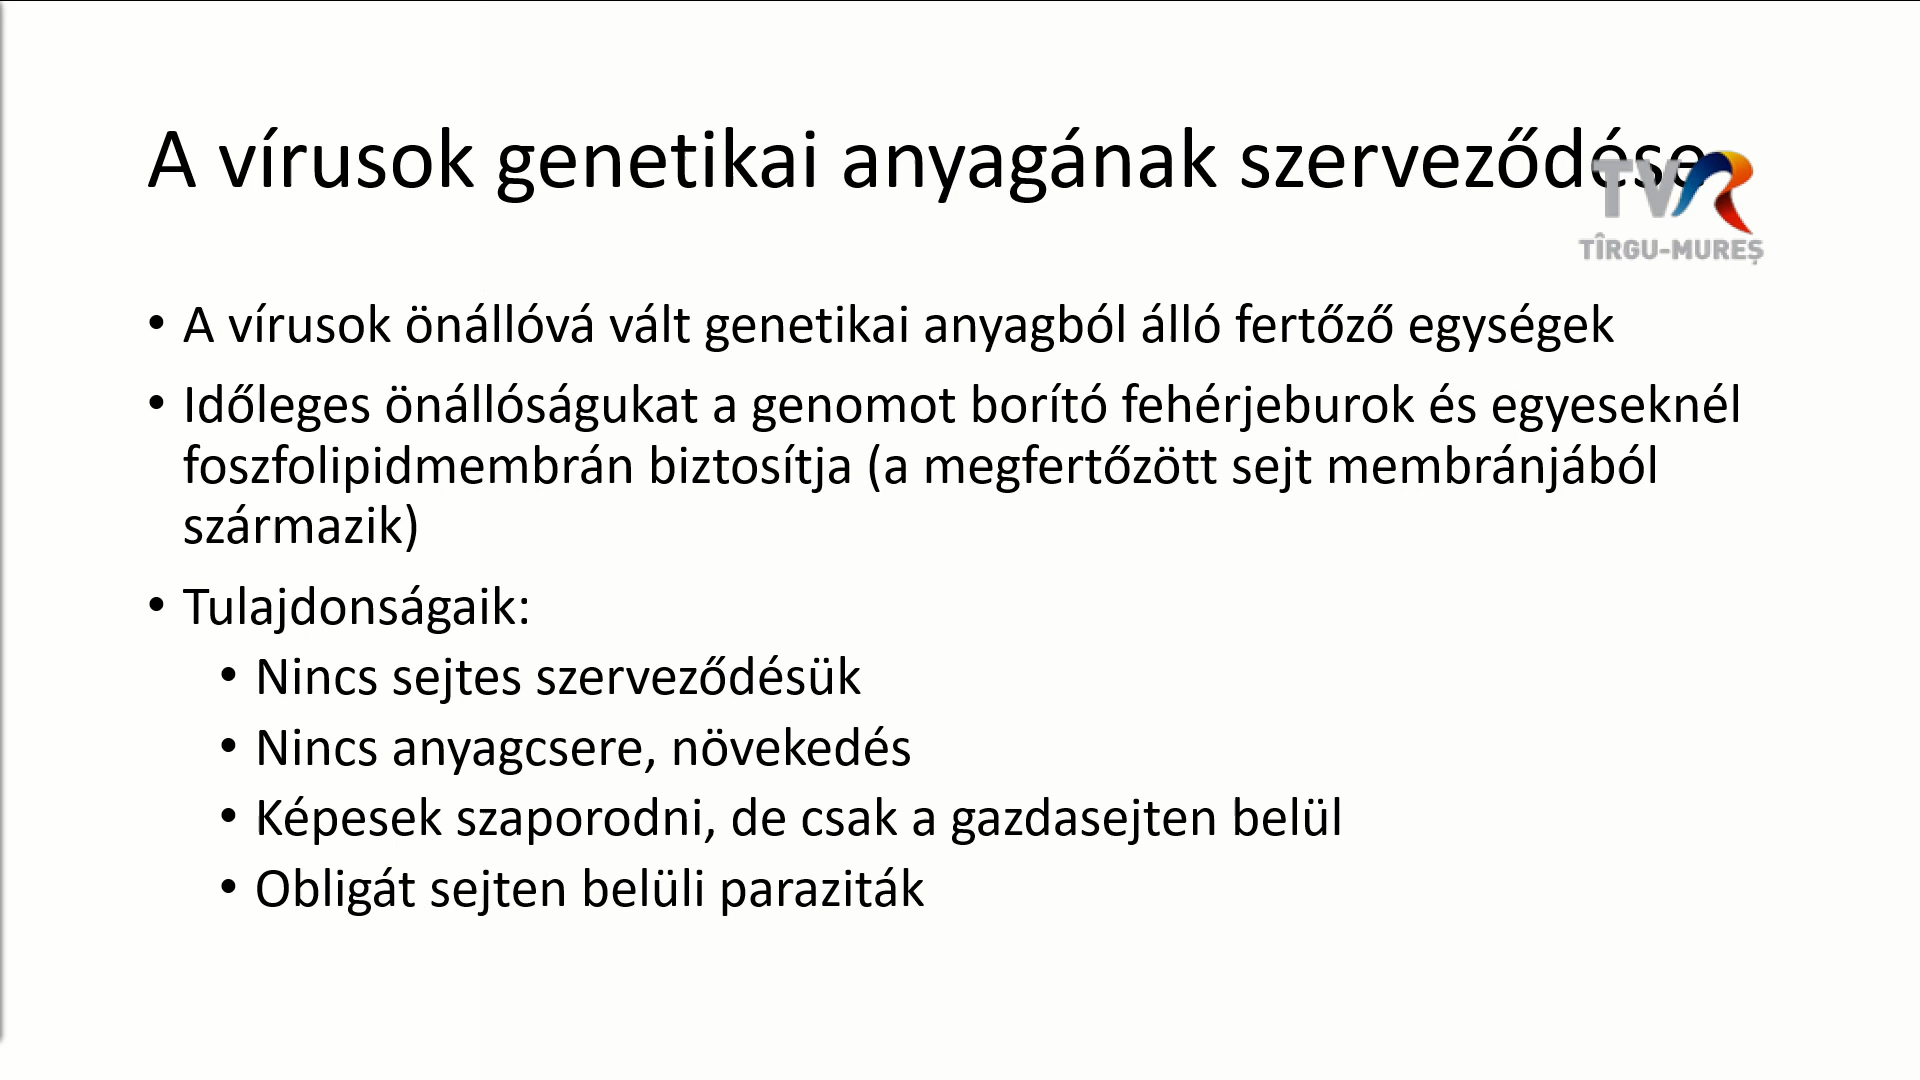 A vírusok genetikai anyagának szerveződése
TVR
TÎRGU-MUREȘ
• A vírusok önállóvá vált genetikai anyagból álló fertőző egységek
• Időleges önállóságukat a genomot borító fehérjeburok és egyeseknél
foszfolipidmembrán biztosítja (a megfertőzött sejt membránjából
származik)
• Tulajdonságaik:
• Nincs sejtes szerveződésük
• Nincs anyagcsere, növekedés
• Képesek szaporodni, de csak a gazdasejten belül
• Obligát sejten belüli paraziták